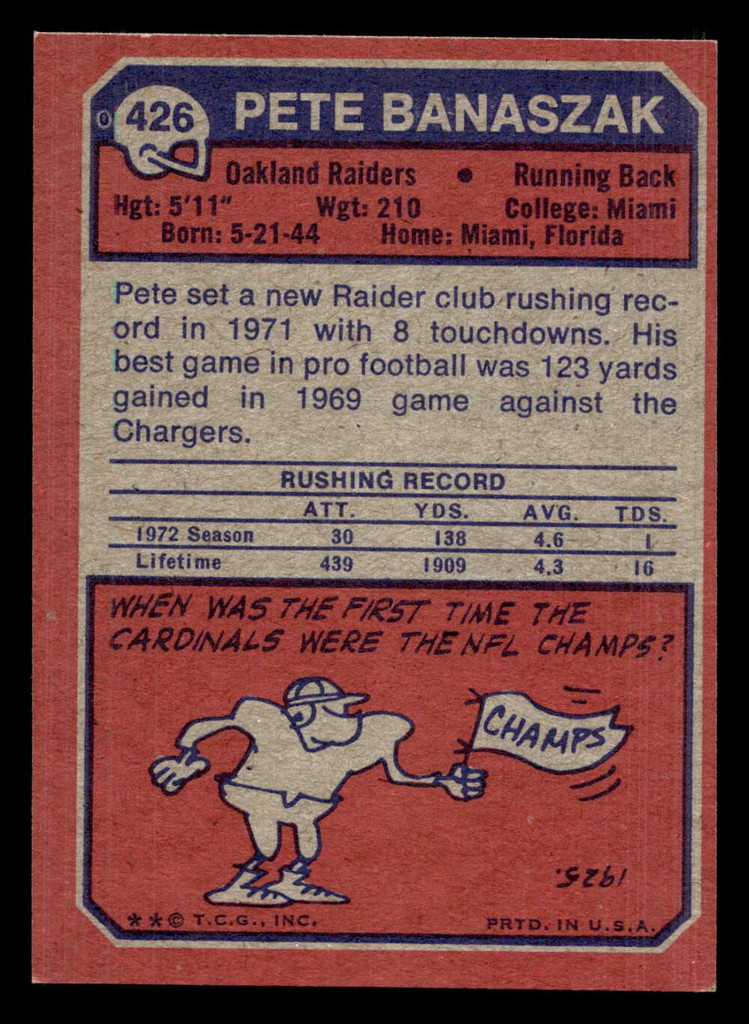 426 PETE BANASZAK
Oakland Raiders • Running Back
Hgt: 5'11" Wgt: 210 College: Miami
Born: 5-21-44 Home: Miami, Florida
Pete set a new Raider club rushing rec-
ord in 1971 with 8 touchdowns. His
best game in pro football was 123 yards
gained in 1969 game against the
Chargers.
RUSHING RECORD
ATT. YDS. AVG. TDS.
1972 Season 30 138 4.6 1
Lifetime 439 1909 4.3 16
WHEN WAS THE FIRST TIME THE
CARDINALS WERE THE NFL CHAMPS?
CHAMPS
1925.
**© T.C.G., INC. PRTD. IN U.S.A.